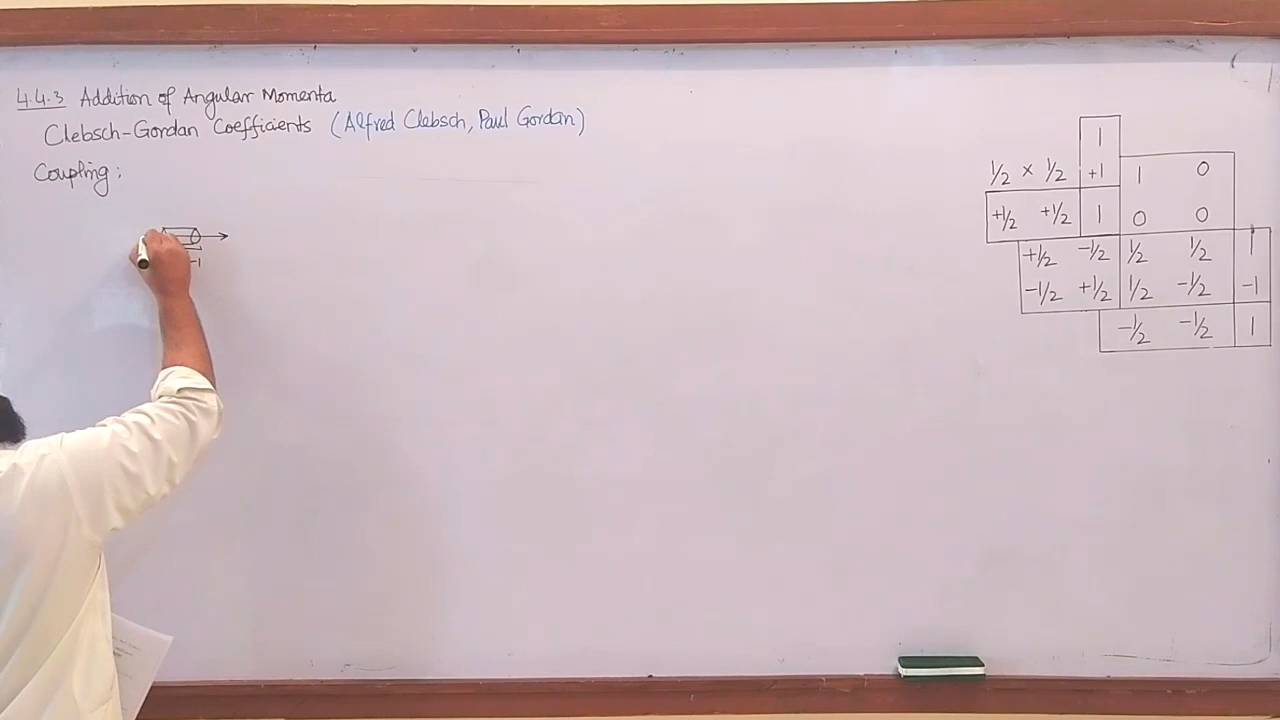 4.4.3 Addition of Angular Momenta
Clebsch-Gordan Coefficients (Alfred Clebsch, Paul Gordan)
Coupling:
-1
1
1/2 × 1/2 +1 1 0
+1/2 +1/2 1 0 0
+1/2 -1/2 1/2 1/2 1
-1/2 +1/2 1/2 -1/2 -1
-1/2 -1/2 1